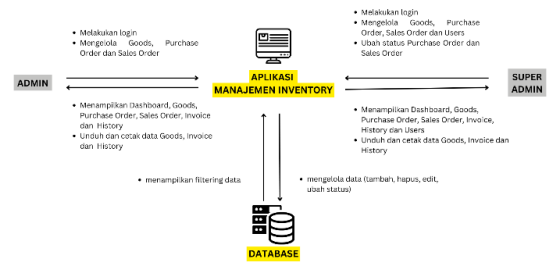 • Melakukan login
• Mengelola Goods, Purchase
Order dan Sales Order
• Melakukan login
• Mengelola Goods, Purchase
Order, Sales Order dan Users
• Ubah status Purchase Order dan
Sales Order
ADMIN
APLIKASI
MANAJEMEN INVENTORY
SUPER
ADMIN
• Menampilkan Dashboard, Goods,
Purchase Order, Sales Order, Invoice
dan History
• Unduh dan cetak data Goods, Invoice
dan History
• Menampilkan Dashboard, Goods,
Purchase Order, Sales Order, Invoice,
History dan Users
• Unduh dan cetak data Goods, Invoice dan
History
• menampilkan filtering data
• mengelola data (tambah, hapus, edit,
ubah status)
DATABASE